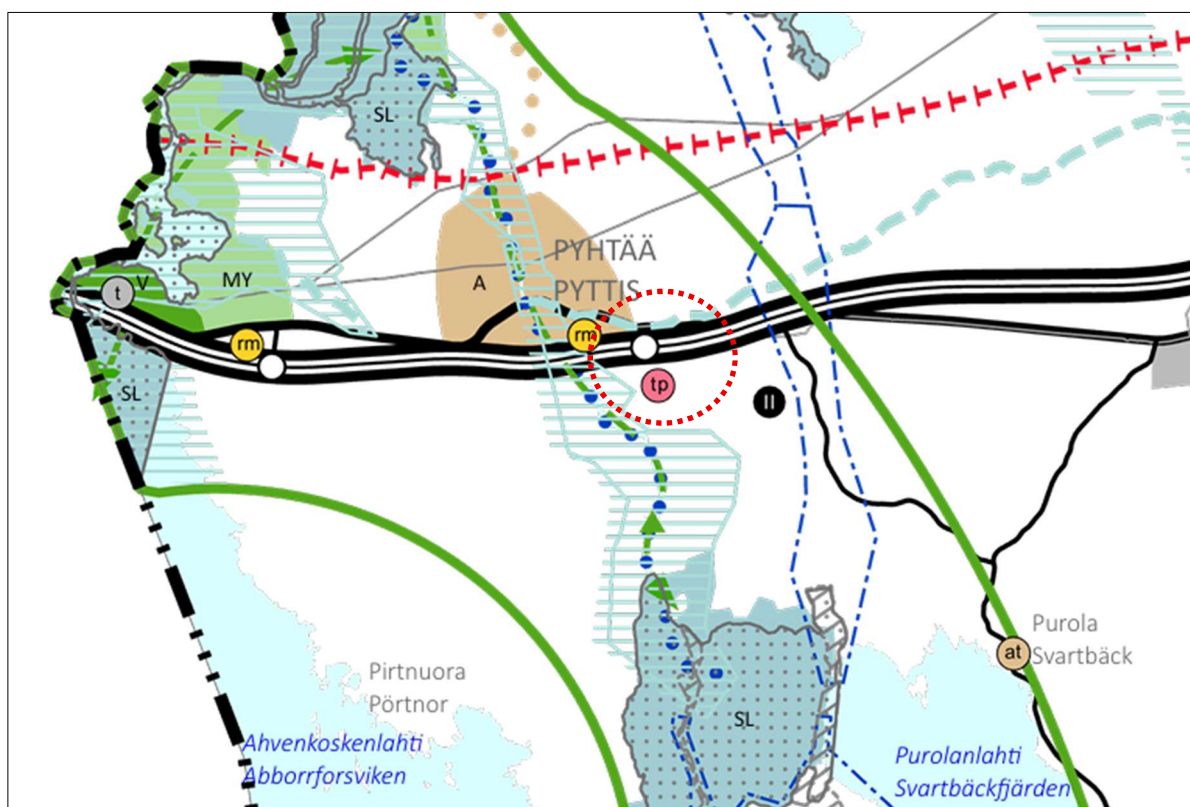 SL
t
V
MY
A
PYHTÄÄ
PYTTIS
rm
rm
tp
II
SL
Purola
Svartbäck
at
Pirtnuora
Pörtnor
SL
Ahvenkoskenlahti
Abborrforsviken
Purolanlahti
Svartbäckfjärden